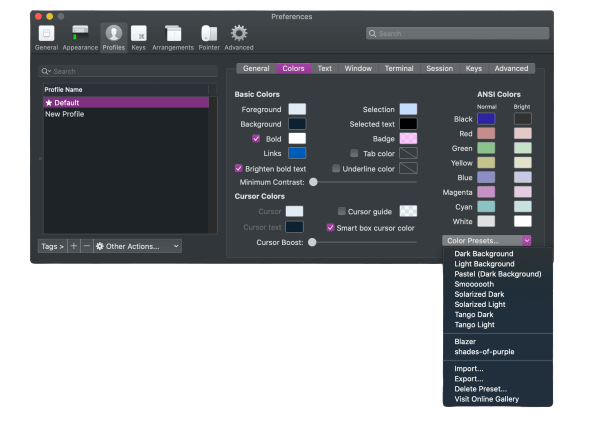 Preferences
General Appearance Profiles Keys Arrangements Pointer Advanced
Search
Search
Profile Name
★ Default
New Profile
Tags > + − Other Actions...
General Colors Text Window Terminal Session Keys Advanced
Basic Colors
Foreground
Background
Bold
Links
Brighten bold text
Minimum Contrast:
Selection
Selected text
Badge
Tab color
Underline color
Cursor Colors
Cursor
Cursor text
Cursor Boost:
Cursor guide
Smart box cursor color
ANSI Colors
Normal Bright
Black
Red
Green
Yellow
Blue
Magenta
Cyan
White
Color Presets...
Dark Background
Light Background
Pastel (Dark Background)
Smoooooth
Solarized Dark
Solarized Light
Tango Dark
Tango Light
Blazer
shades-of-purple
Import...
Export...
Delete Preset...
Visit Online Gallery